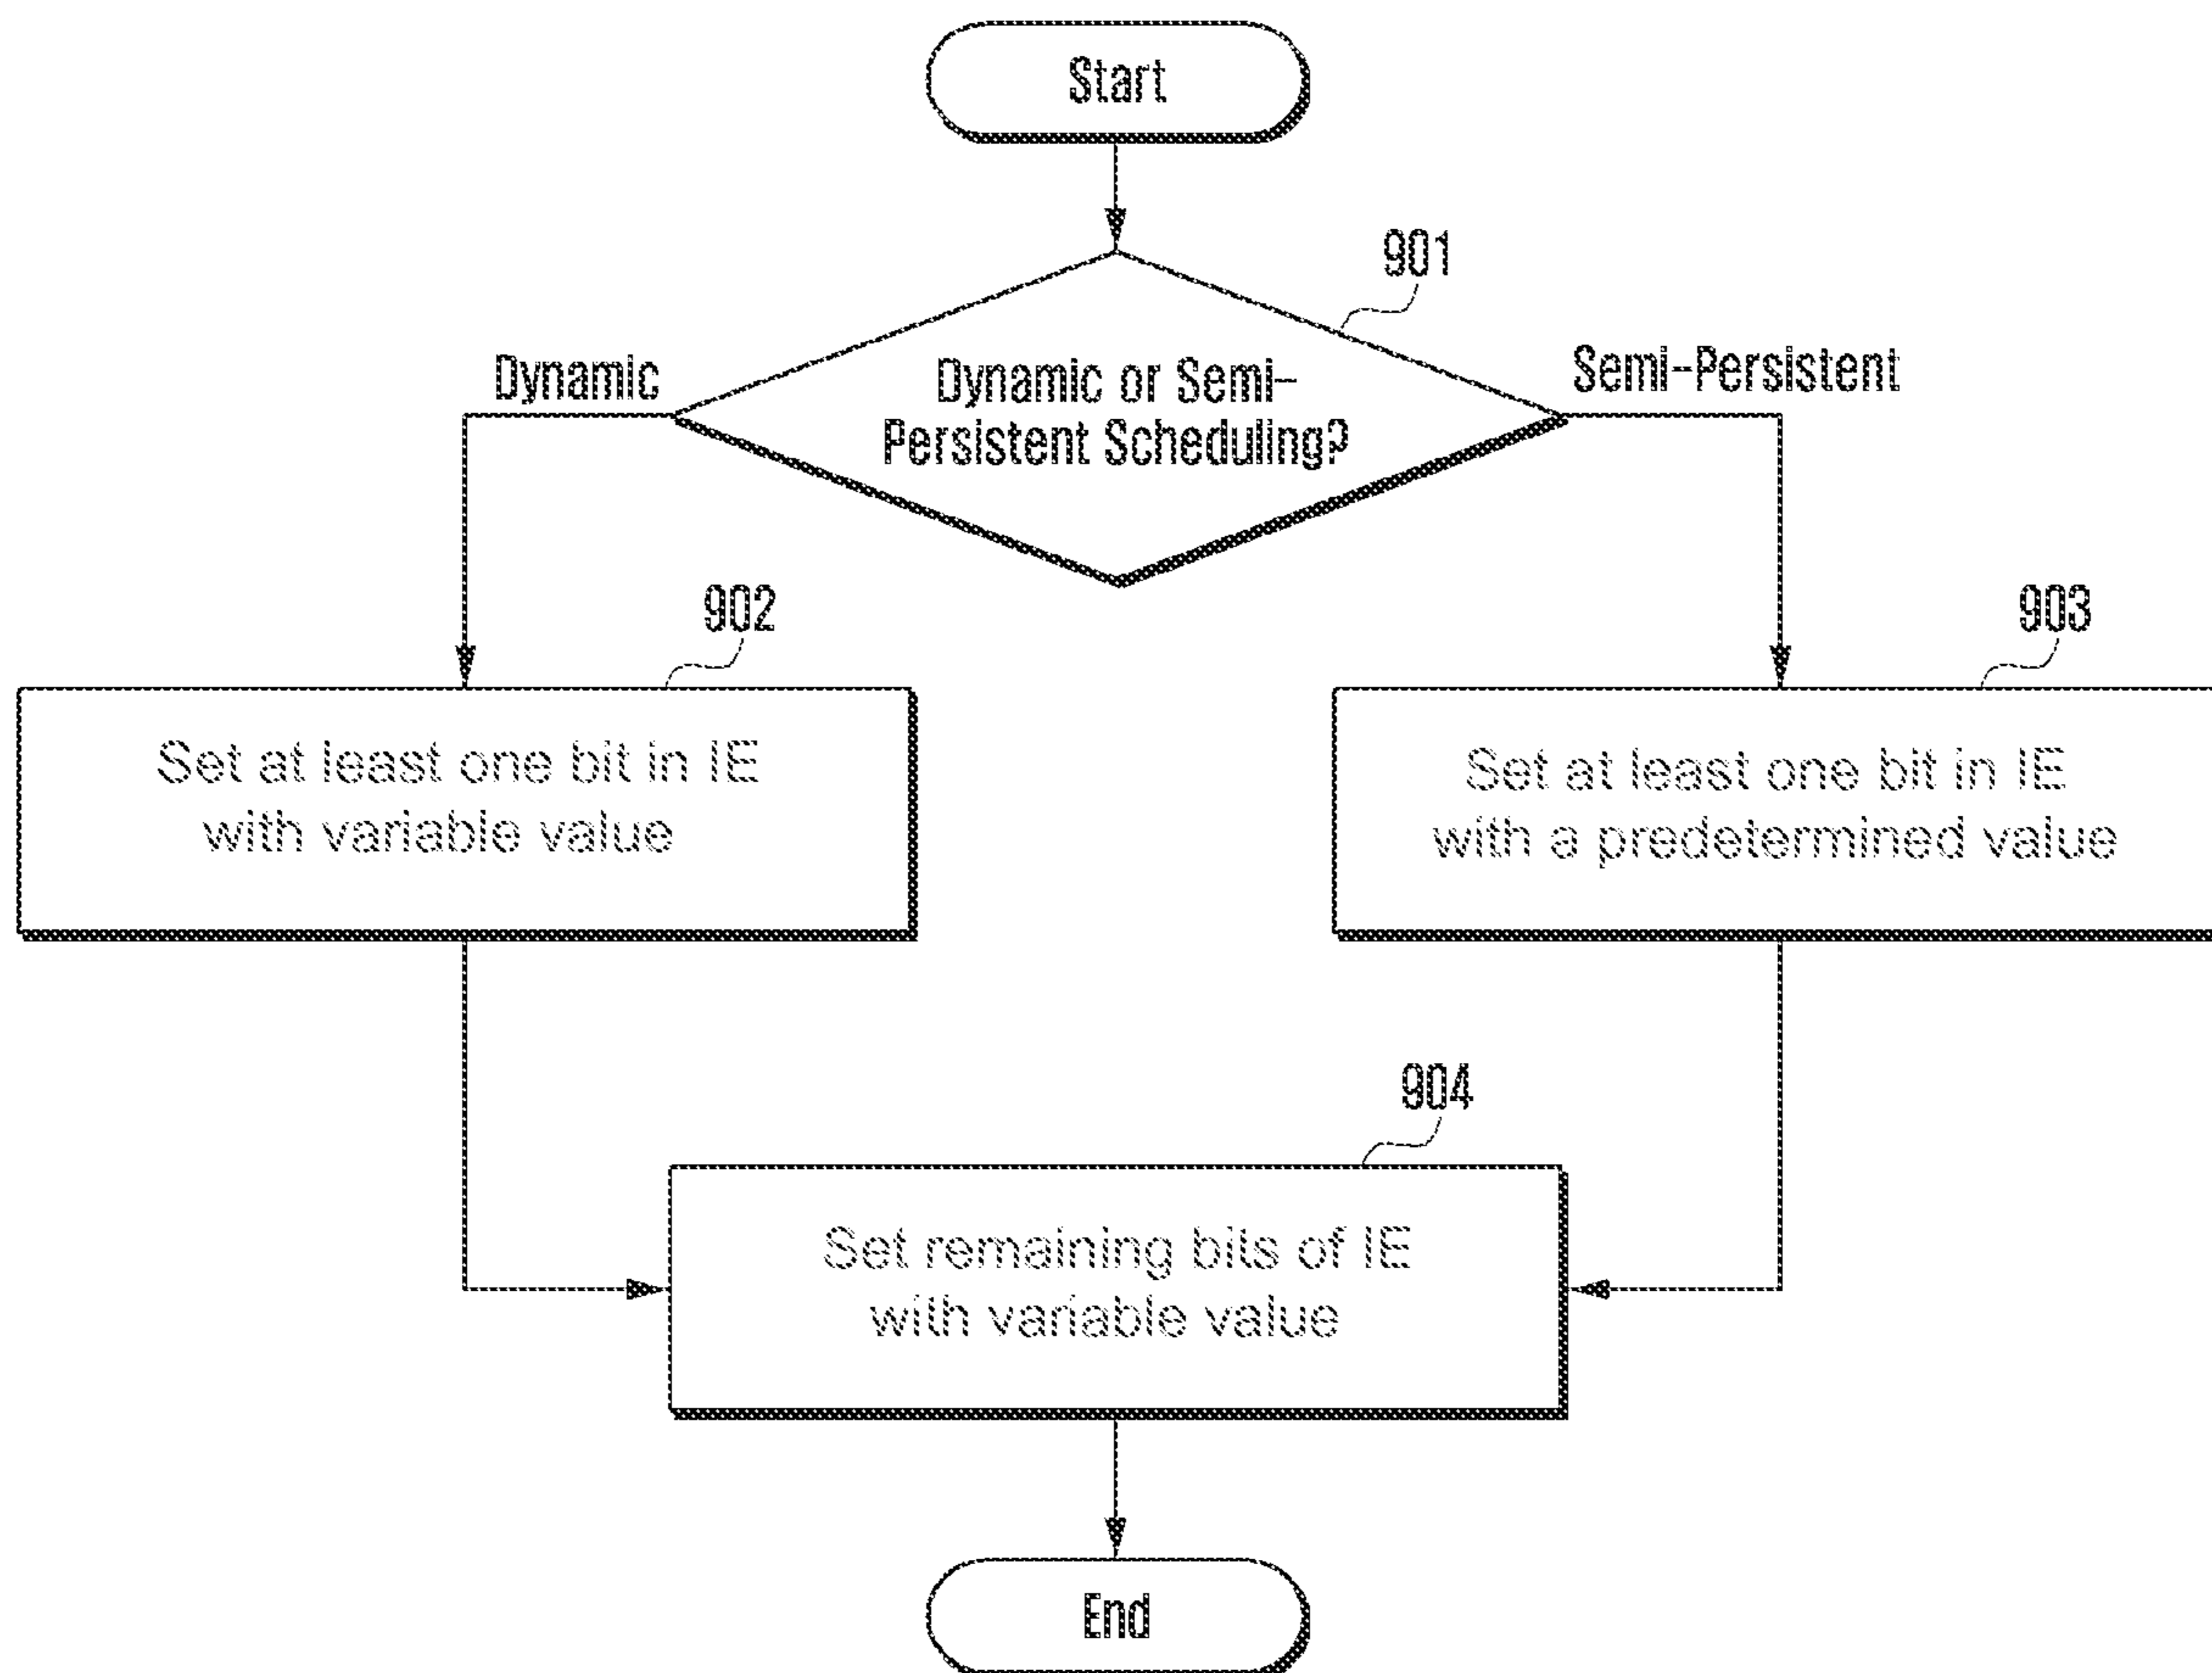 Start
901
Dynamic
Dynamic or Semi-
Persistent Scheduling?
Semi-Persistent
902
903
Set at least one bit in IE
with variable value
Set at least one bit in IE
with a predetermined value
904
Set remaining bits of IE
with variable value
End